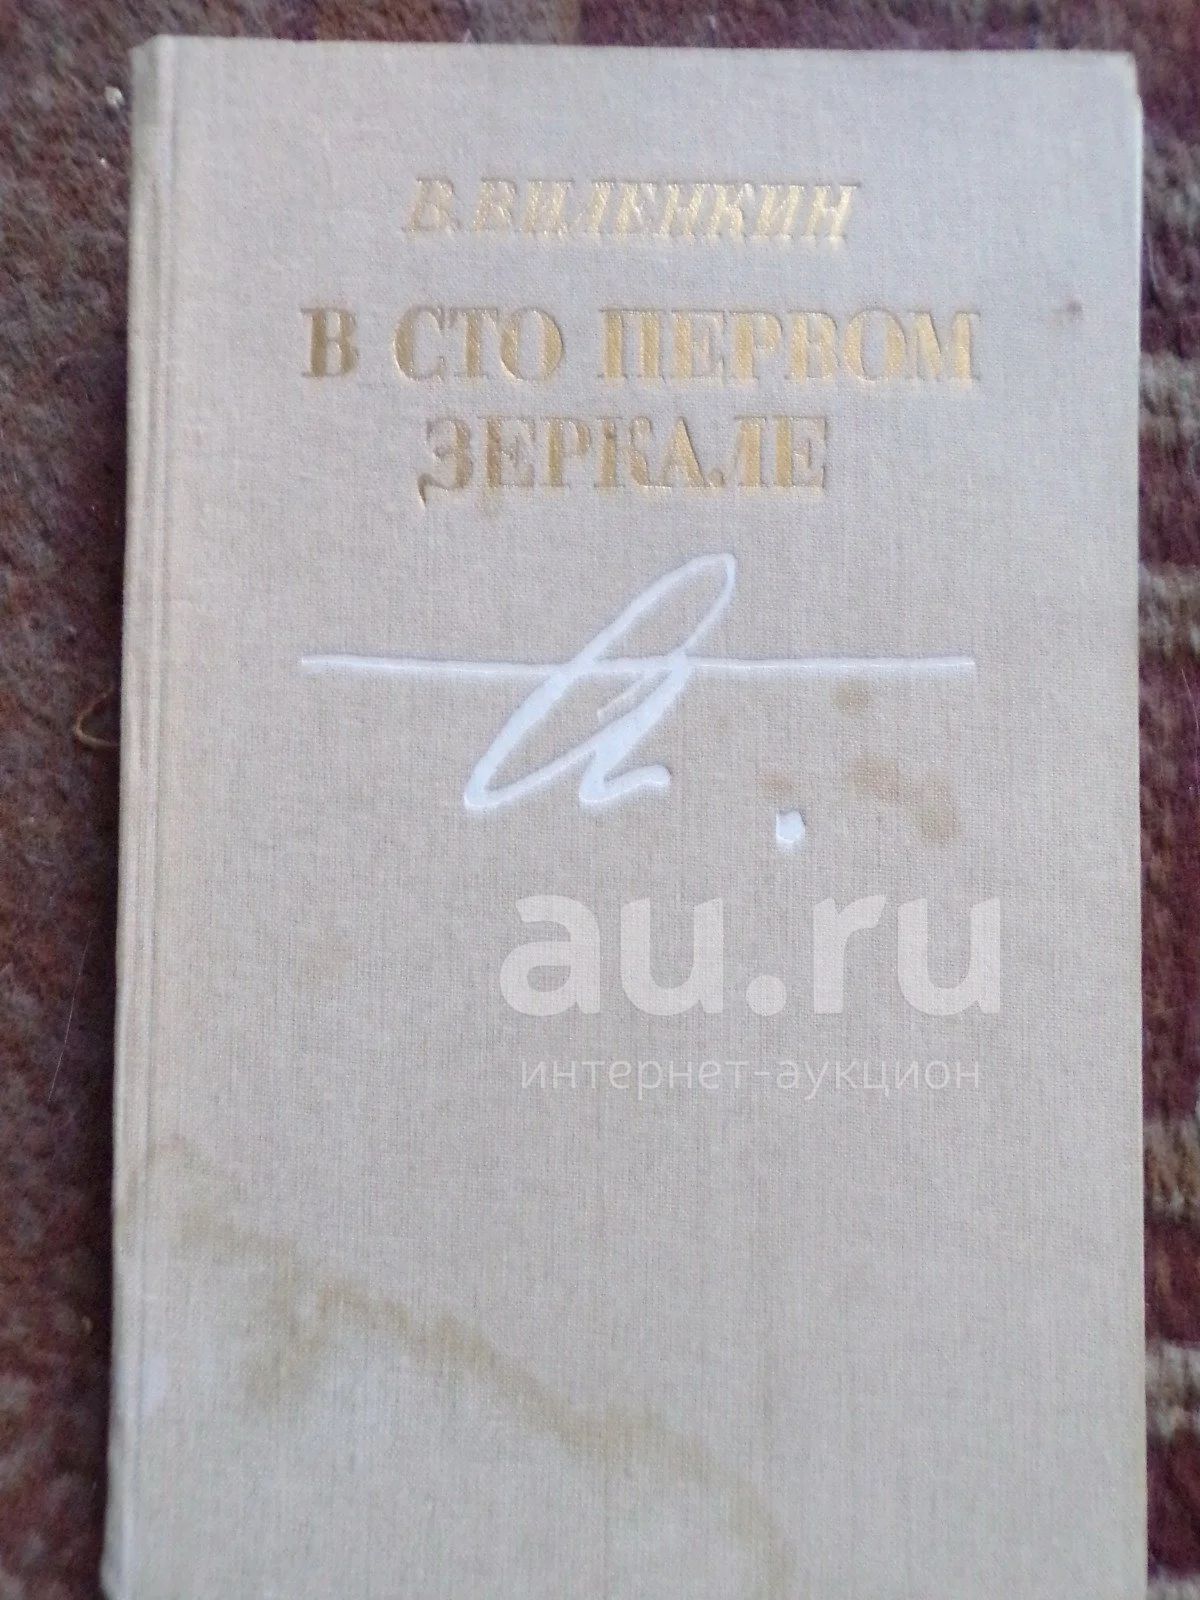 В. ВИЛЕНКИН
В СТО ПЕРВОМ
ЗЕРКАЛЕ
au.ru
интернет-аукцион